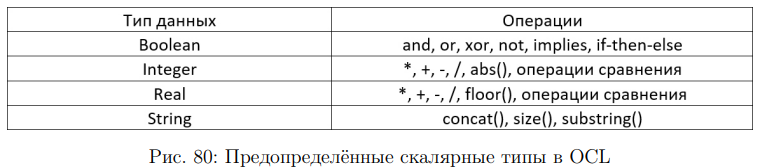 Тип данных Операции
Boolean and, or, xor, not, implies, if-then-else
Integer *, +, -, /, abs(), операции сравнения
Real *, +, -, /, floor(), операции сравнения
String concat(), size(), substring()
Рис. 80: Предопределённые скалярные типы в OCL